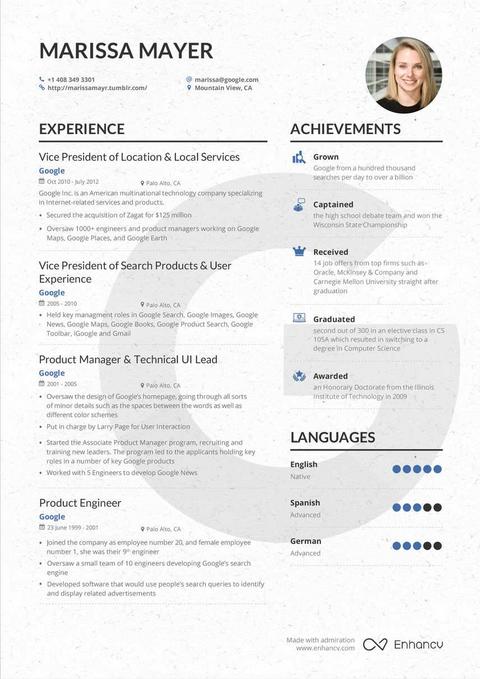 MARISSA MAYER
+1 408 349 3301
marissa@google.com
http://marissamayr.tumblr.com/
Mountain View, CA
EXPERIENCE
Vice President of Location & Local Services
Google
Oct 2010 - July 2012
Palo Alto, CA
Google Inc. is an American multinational technology company specializing
in Internet-related services and products.
• Secured the acquisition of Zagat for $125 million
• Oversaw 1000+ engineers and product managers working on Google
Maps, Google Places, and Google Earth
Vice President of Search Products & User
Experience
Google
2005 - 2010
Palo Alto, CA
• Held key managment roles in Google Search, Google Images, Google
News, Google Maps, Google Books, Google Product Search, Google
Toolbar, iGoogle and Gmail
Product Manager & Technical UI Lead
Google
2001 - 2005
Palo Alto, CA
• Oversaw the design of Google's homepage, going through all sorts
of minor details such as the spaces between the words as well as
different color schemes
• Put in charge by Larry Page for User Interaction
• Started the Associate Product Manager program, recruiting and
training new leaders. The program led to the applicants holding key
roles in a number of key Google products
• Worked with 5 Engineers to develop Google News
Product Engineer
Google
23 June 1999 - 2001
Palo Alto, CA
• Joined the company as employee number 20, and female employee
number 1, she was their 9th engineer
• Oversaw a small team of 10 engineers developing Google's search
engine
• Developed software that would use people's search queries to identify
and display related advertisements
ACHIEVEMENTS
Grown
Google from a hundred thousand
searches per day to over a billion
Captained
the high school debate team and won the
Wisconsin State Championship
Received
14 job offers from top firms such as-
Oracle, McKinsey & Company and
Carnegie Mellon University straight after
graduation
Graduated
second out of 300 in an elective class in CS
105A which resulted in switching to a
degree in Computer Science
Awarded
an Honorary Doctorate from the Illinois
Institute of Technology in 2009
LANGUAGES
English
Native
Spanish
Advanced
German
Advanced
Made with admiration
www.enhancv.com
Enhancv